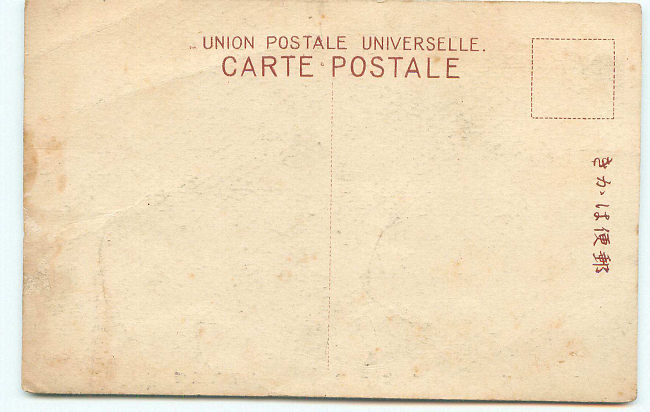 UNION POSTALE UNIVERSELLE.
CARTE POSTALE
郵便はかき